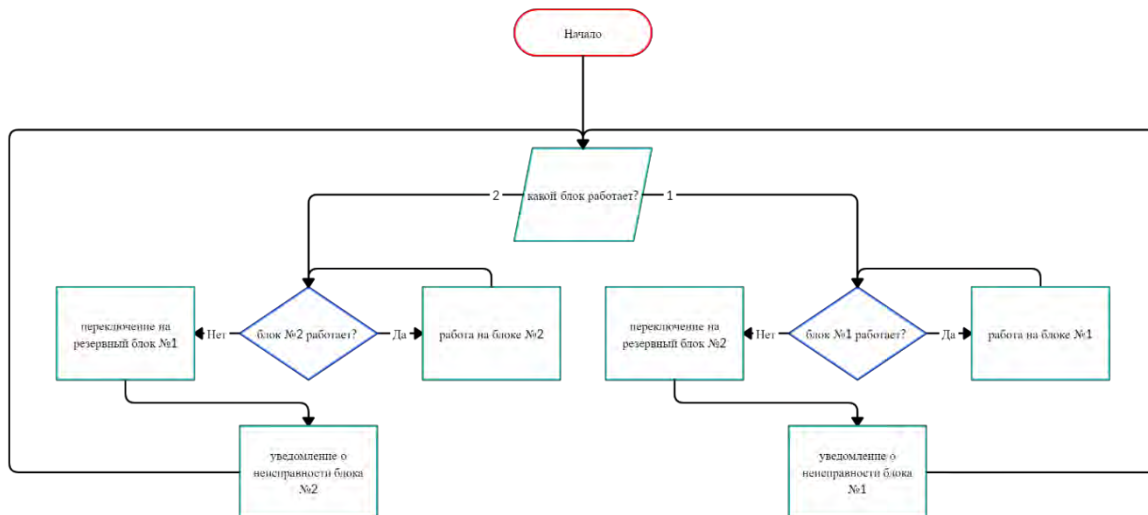 Начало
2
какой блок работает?
1
переключение на
резервный блок №1
Нет
блок №2 работает?
Да
работа на блоке №2
переключение на
резервный блок №2
Нет
блок №1 работает?
Да
работа на блоке №1
уведомление о
неисправности блока
№2
уведомление о
неисправности блока
№1